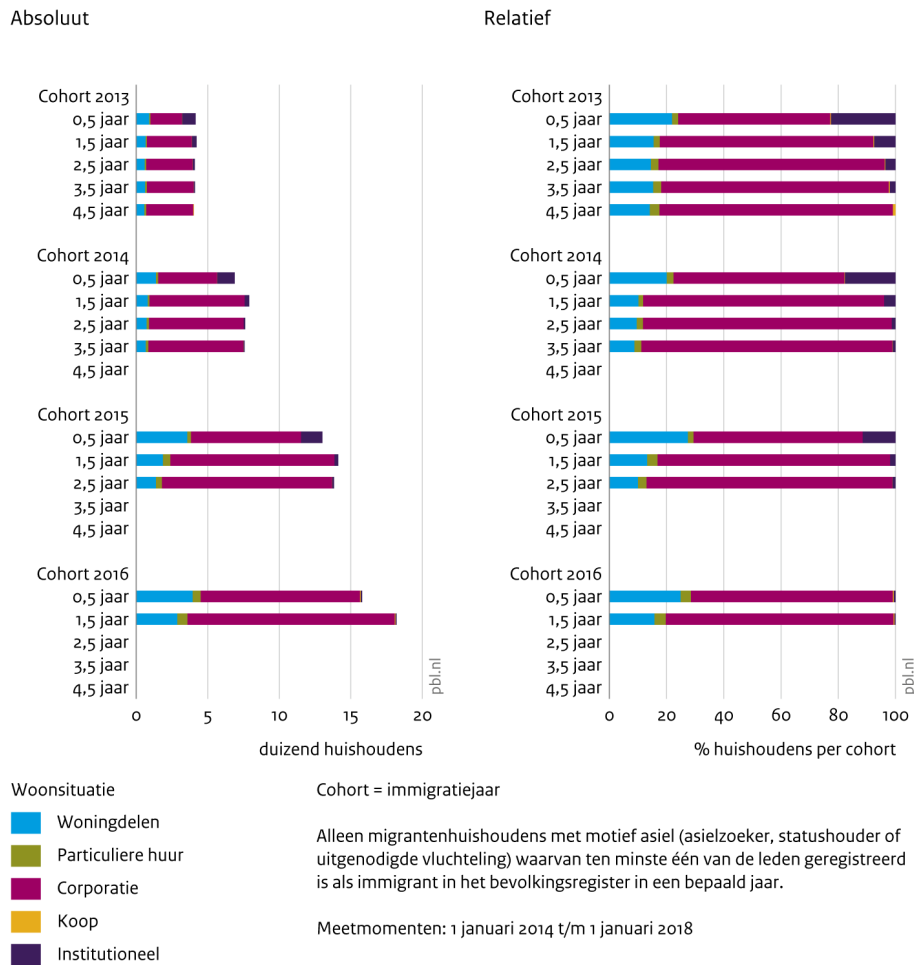 Absoluut
Relatief
Cohort 2013
0,5 jaar
1,5 jaar
2,5 jaar
3,5 jaar
4,5 jaar
Cohort 2014
0,5 jaar
1,5 jaar
2,5 jaar
3,5 jaar
4,5 jaar
Cohort 2015
0,5 jaar
1,5 jaar
2,5 jaar
3,5 jaar
4,5 jaar
Cohort 2016
0,5 jaar
1,5 jaar
2,5 jaar
3,5 jaar
4,5 jaar
0 5 10 15 20
duizend huishoudens
pbl.nl
Cohort 2013
0,5 jaar
1,5 jaar
2,5 jaar
3,5 jaar
4,5 jaar
Cohort 2014
0,5 jaar
1,5 jaar
2,5 jaar
3,5 jaar
4,5 jaar
Cohort 2015
0,5 jaar
1,5 jaar
2,5 jaar
3,5 jaar
4,5 jaar
Cohort 2016
0,5 jaar
1,5 jaar
2,5 jaar
3,5 jaar
4,5 jaar
0 20 40 60 80 100
% huishoudens per cohort
pbl.nl
Woonsituatie
Woningdelen
Particuliere huur
Corporatie
Koop
Institutioneel
Cohort = immigratiejaar
Alleen migrantenhuishoudens met motief asiel (asielzoeker, statushouder of
uitgenodigde vluchteling) waarvan ten minste één van de leden geregistreerd
is als immigrant in het bevolkingsregister in een bepaald jaar.
Meetmomenten: 1 januari 2014 t/m 1 januari 2018